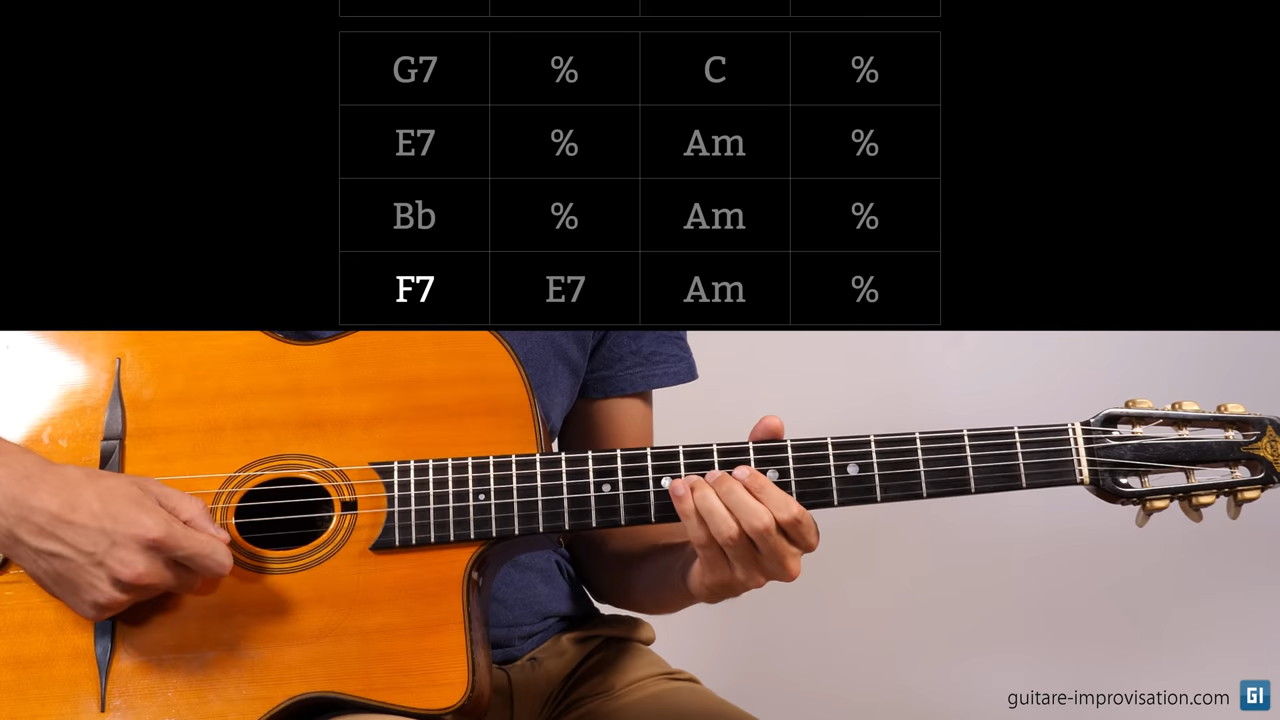 G7 % C %
E7 % Am %
Bb % Am %
F7 E7 Am %
guitare-improvisation.com GI